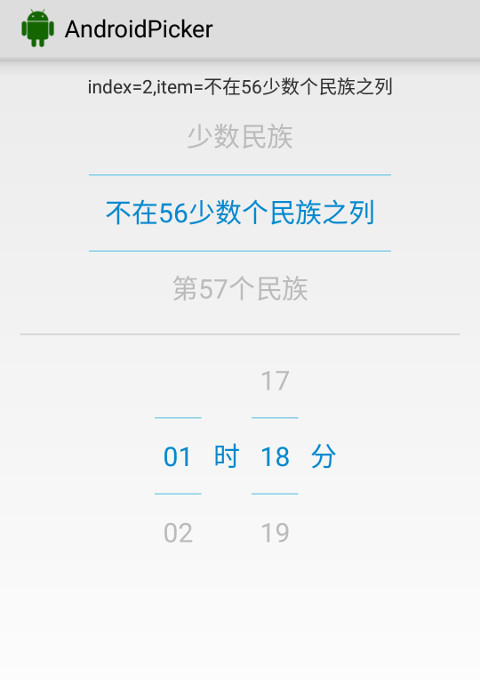 AndroidPicker
index=2,item=不在56少数个民族之列
少数民族
不在56少数个民族之列
第57个民族
17
01 时 18 分
02 19